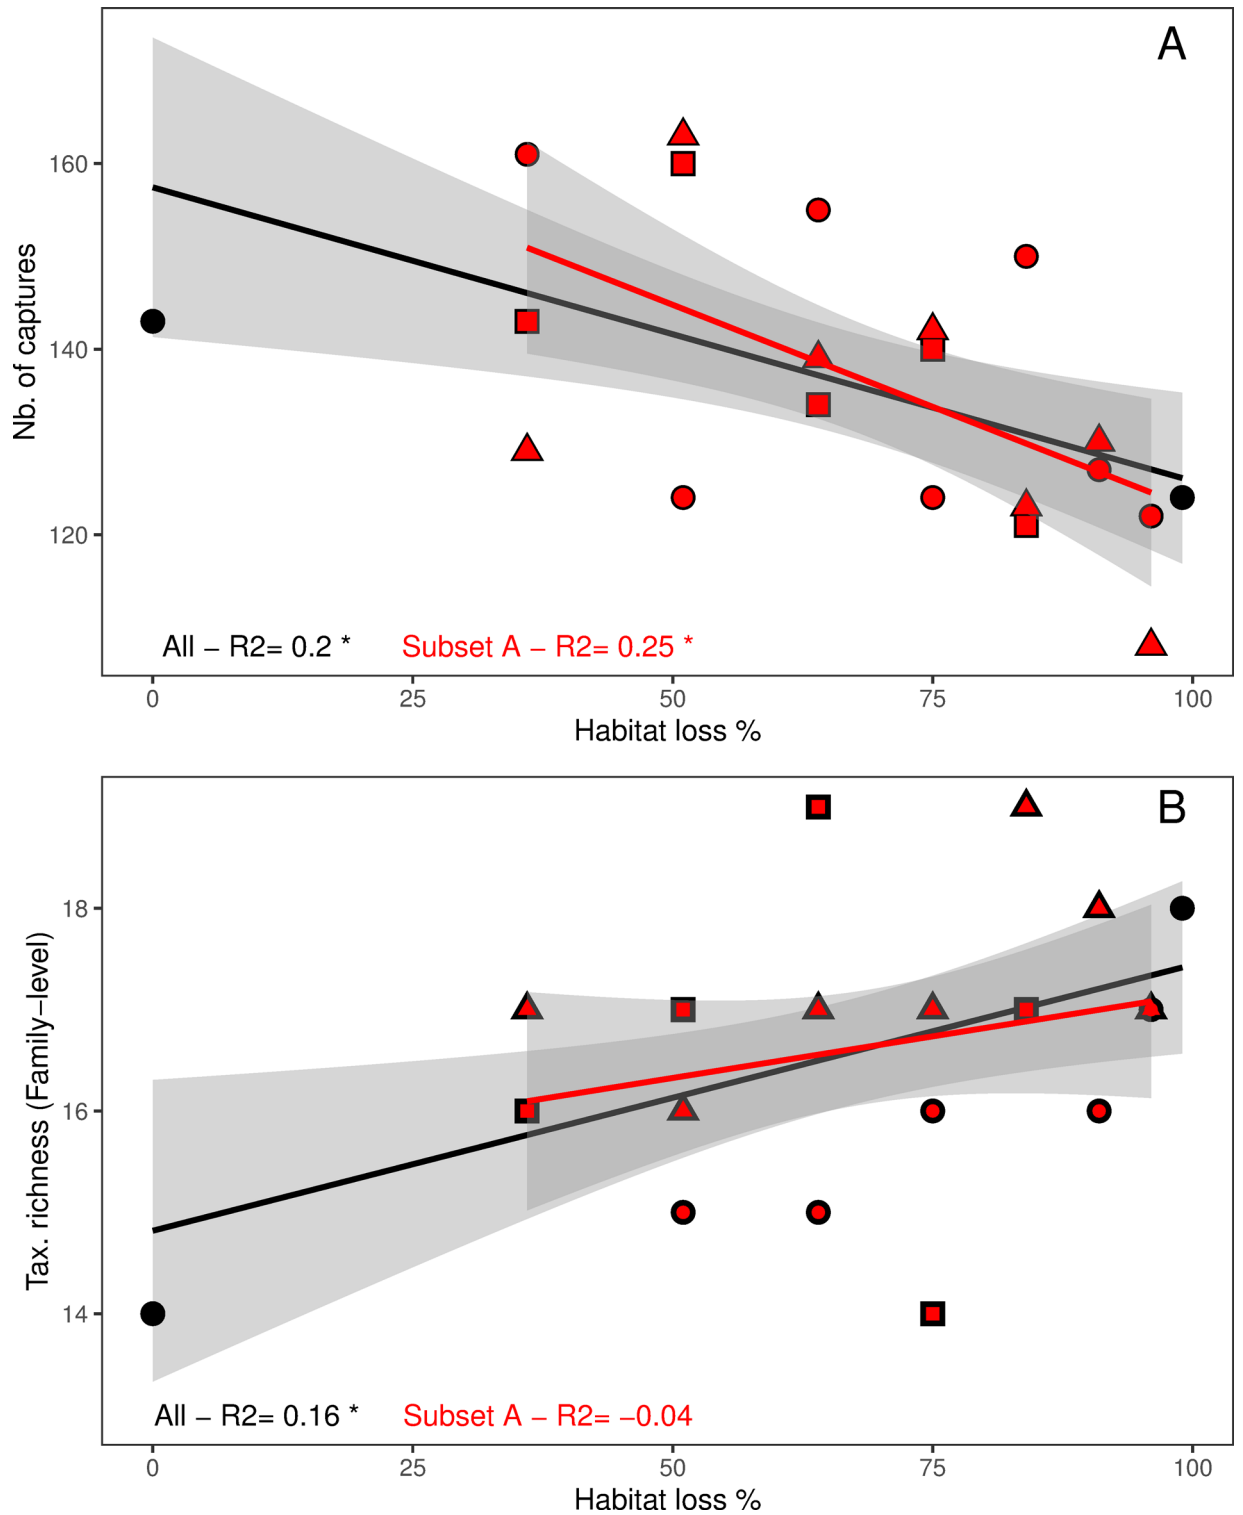 A
160
140
120
Nb. of captures
All − R2= 0.2 * Subset A − R2= 0.25 *
0 25 50 75 100
Habitat loss %
B
18
16
14
Tax. richness (Family−level)
All − R2= 0.16 * Subset A − R2= −0.04
0 25 50 75 100
Habitat loss %